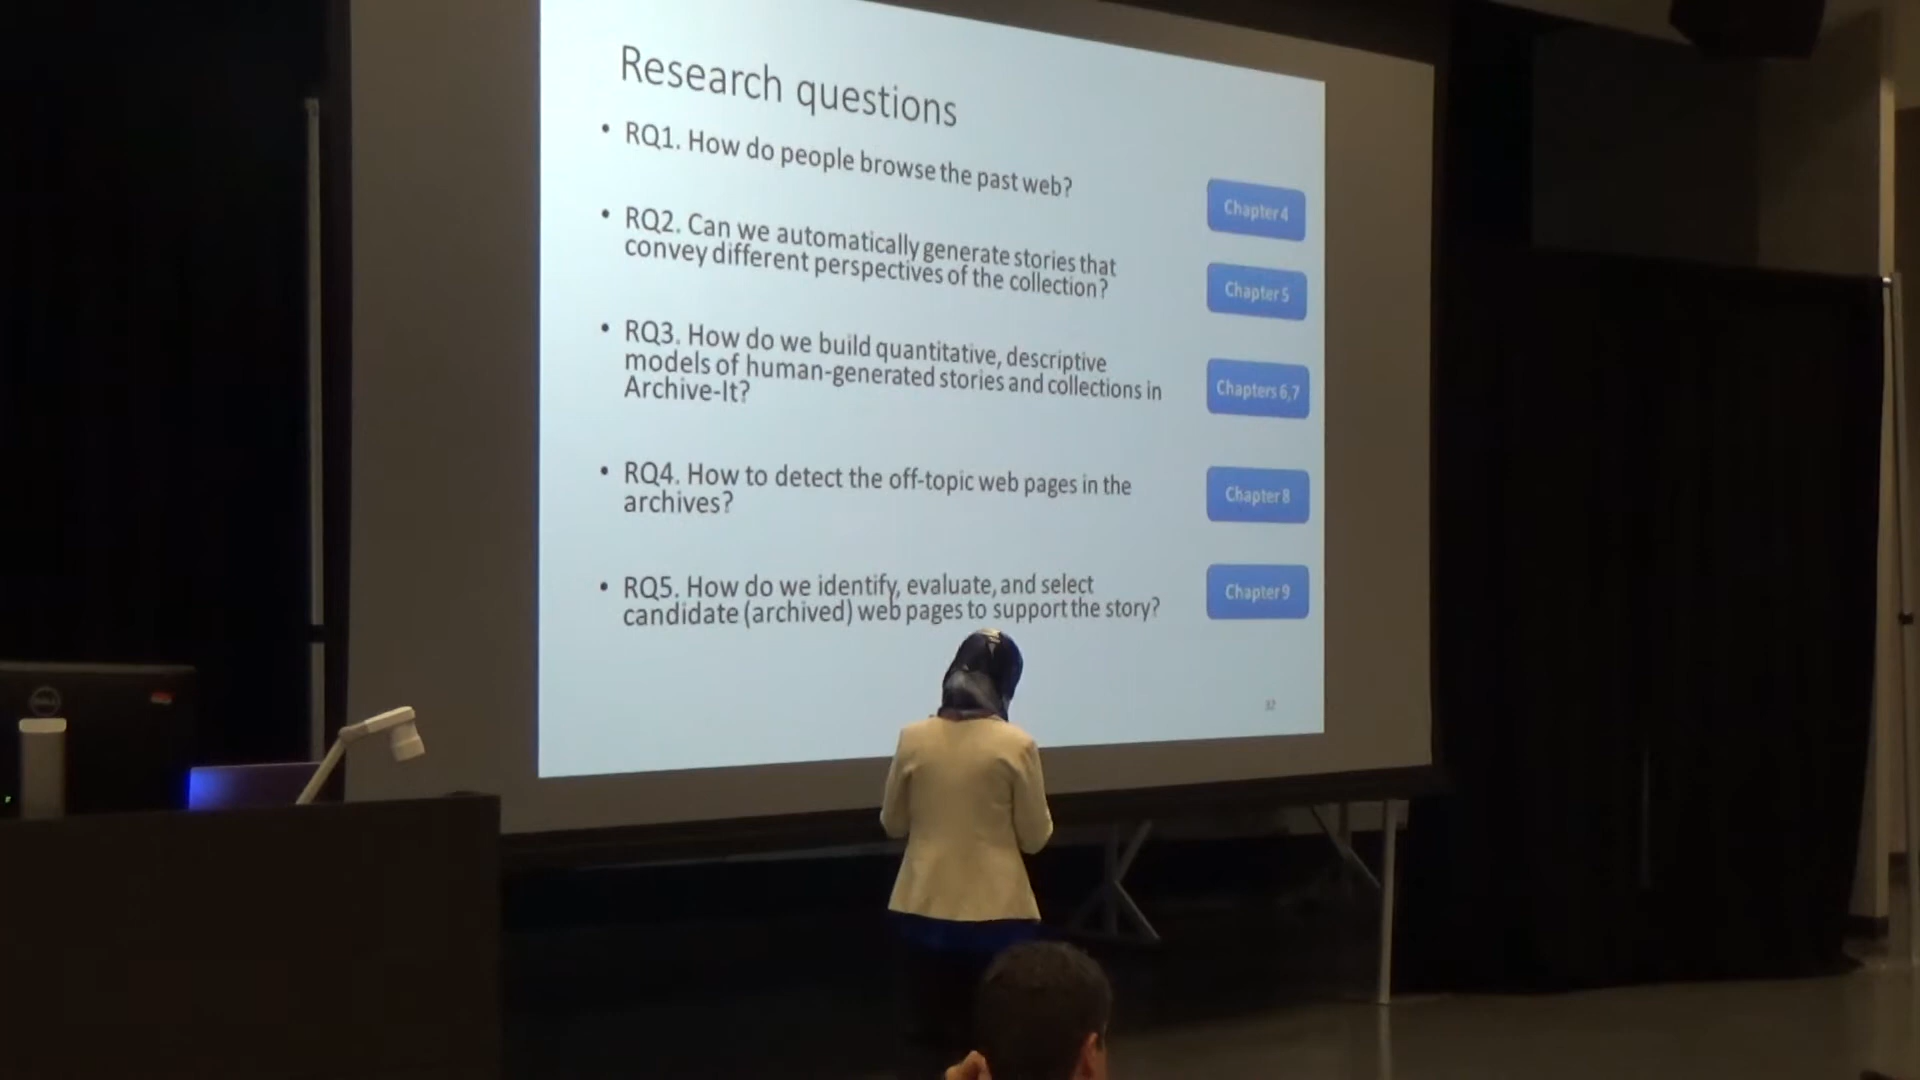 Research questions
• RQ1. How do people browse the past web?
Chapter 4
• RQ2. Can we automatically generate stories that
convey different perspectives of the collection?
Chapter 5
• RQ3. How do we build quantitative, descriptive
models of human-generated stories and collections in
Archive-It?
Chapters 6,7
• RQ4. How to detect the off-topic web pages in the
archives?
Chapter 8
• RQ5. How do we identify, evaluate, and select
candidate (archived) web pages to support the story?
Chapter 9
DELL